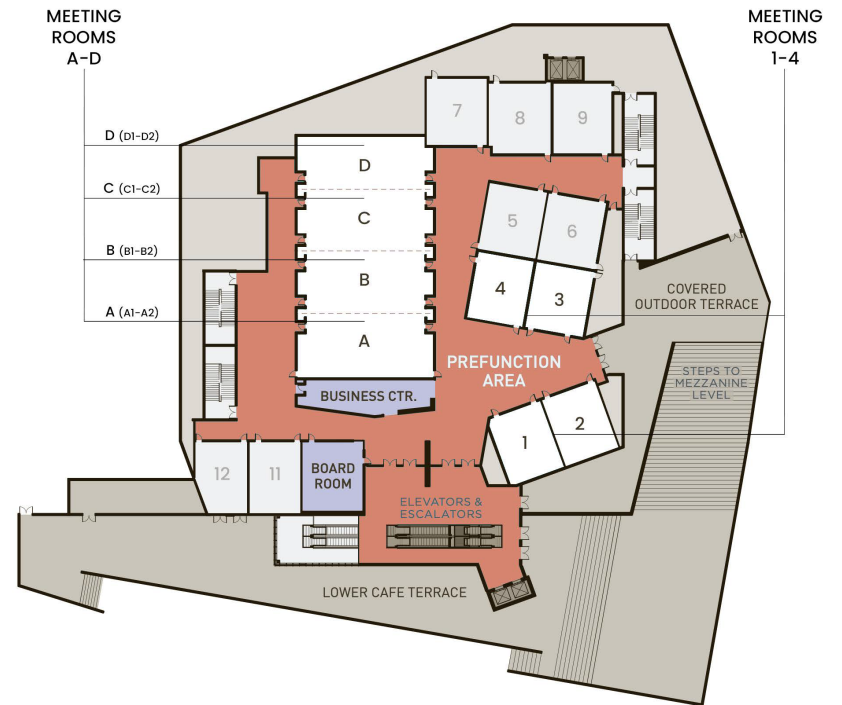 MEETING
ROOMS
A-D
MEETING
ROOMS
1-4
D (D1-D2)
C (C1-C2)
B (B1-B2)
A (A1-A2)
7
8
9
D
C
B
A
5
6
4
3
COVERED
OUTDOOR TERRACE
PREFUNCTION
AREA
STEPS TO
MEZZANINE
LEVEL
BUSINESS CTR.
1
2
12
11
BOARD
ROOM
ELEVATORS &
ESCALATORS
LOWER CAFE TERRACE